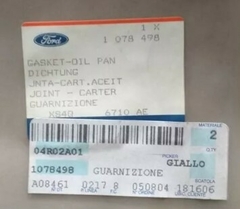 Ford
1 K
1 078 498
GASKET-OIL PAN
DICHTUNG
JNTA-CART.ACEIT
JOINT - CARTER
GUARNIZIONE
6710 AE
MATERIALE
2
04R02A01
GIALLO
1078498
GUARNIZIONE
A08461 0217 8 050804 181606